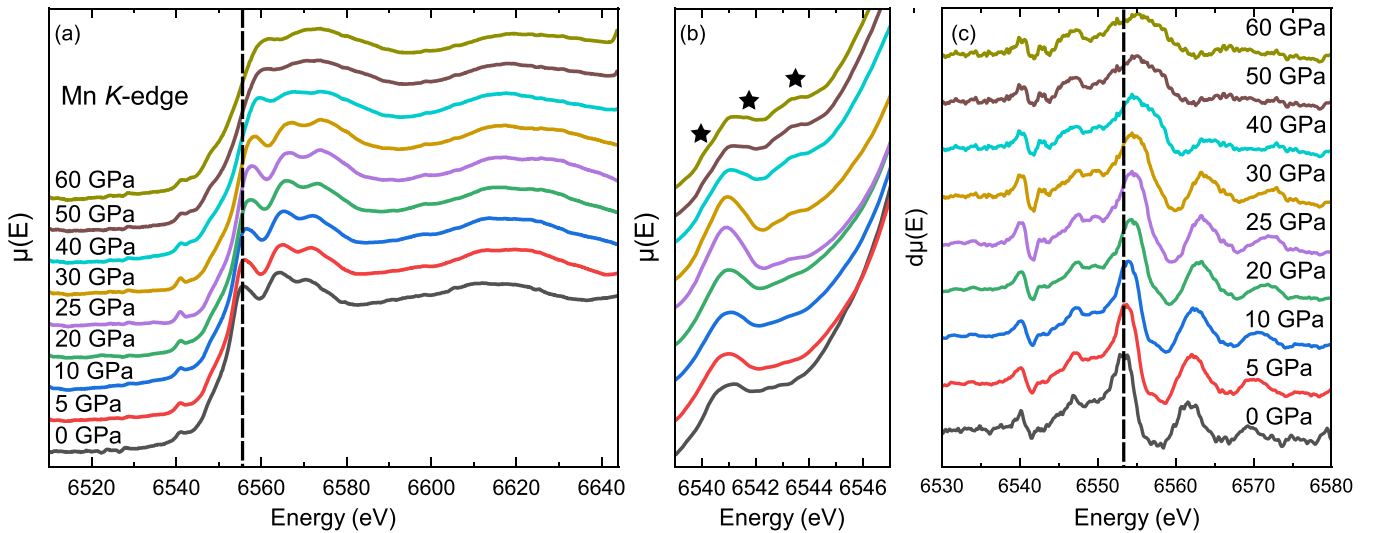 (a)
Mn K-edge
60 GPa
50 GPa
40 GPa
30 GPa
25 GPa
20 GPa
10 GPa
5 GPa
0 GPa
μ(E)
6520 6540 6560 6580 6600 6620 6640
Energy (eV)
(b)
μ(E)
6540 6542 6544 6546
Energy (eV)
(c)
60 GPa
50 GPa
40 GPa
30 GPa
25 GPa
20 GPa
10 GPa
5 GPa
0 GPa
dμ(E)
6530 6540 6550 6560 6570 6580
Energy (eV)